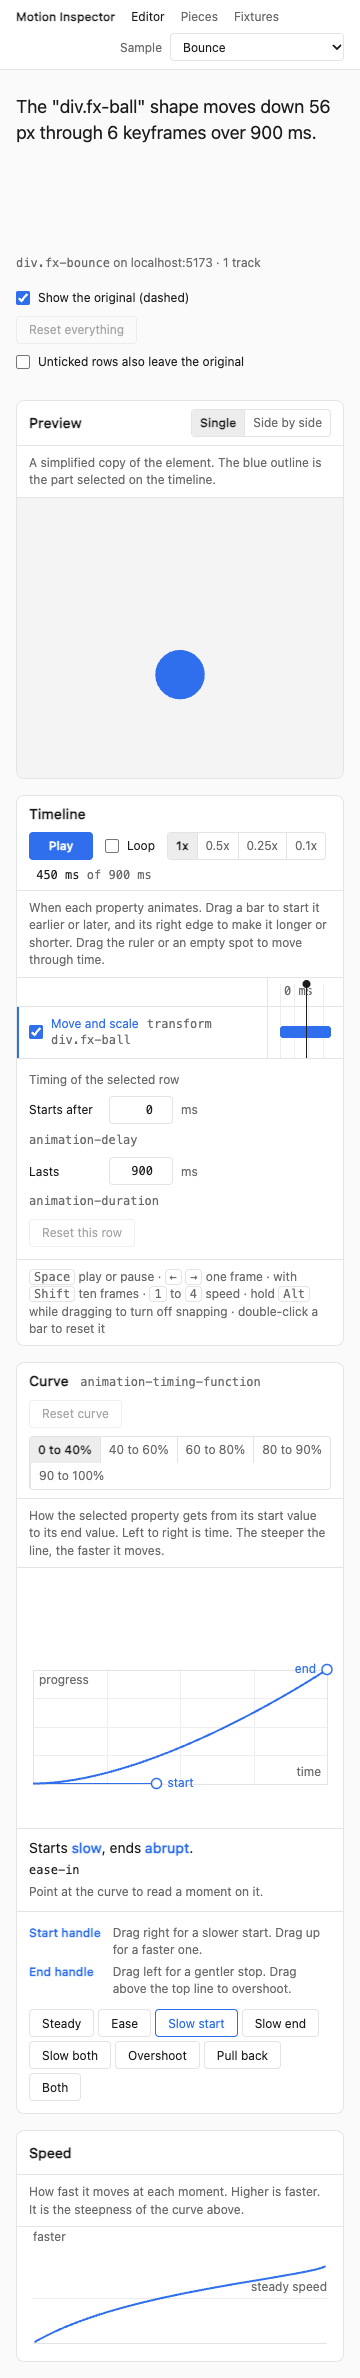 Motion Inspector Editor Pieces Fixtures
Sample Bounce
The "div.fx-ball" shape moves down 56
px through 6 keyframes over 900 ms.
div.fx-bounce on localhost:5173 · 1 track
Show the original (dashed)
Reset everything
Unticked rows also leave the original
Preview Single Side by side
A simplified copy of the element. The blue outline is
the part selected on the timeline.
Timeline
Play Loop 1x 0.5x 0.25x 0.1x
450 ms of 900 ms
When each property animates. Drag a bar to start it
earlier or later, and its right edge to make it longer or
shorter. Drag the ruler or an empty spot to move
through time.
0 ms
Move and scale transform
div.fx-ball
Timing of the selected row
Starts after 0 ms
animation-delay
Lasts 900 ms
animation-duration
Reset this row
Space play or pause · ← → one frame · with
Shift ten frames · 1 to 4 speed · hold Alt
while dragging to turn off snapping · double-click a
bar to reset it
Curve animation-timing-function
Reset curve
0 to 40% 40 to 60% 60 to 80% 80 to 90%
90 to 100%
How the selected property gets from its start value
to its end value. Left to right is time. The steeper the
line, the faster it moves.
end
progress
time
start
Starts slow, ends abrupt.
ease-in
Point at the curve to read a moment on it.
Start handle Drag right for a slower start. Drag up
for a faster one.
End handle Drag left for a gentler stop. Drag
above the top line to overshoot.
Steady Ease Slow start Slow end
Slow both Overshoot Pull back
Both
Speed
How fast it moves at each moment. Higher is faster.
It is the steepness of the curve above.
faster
steady speed